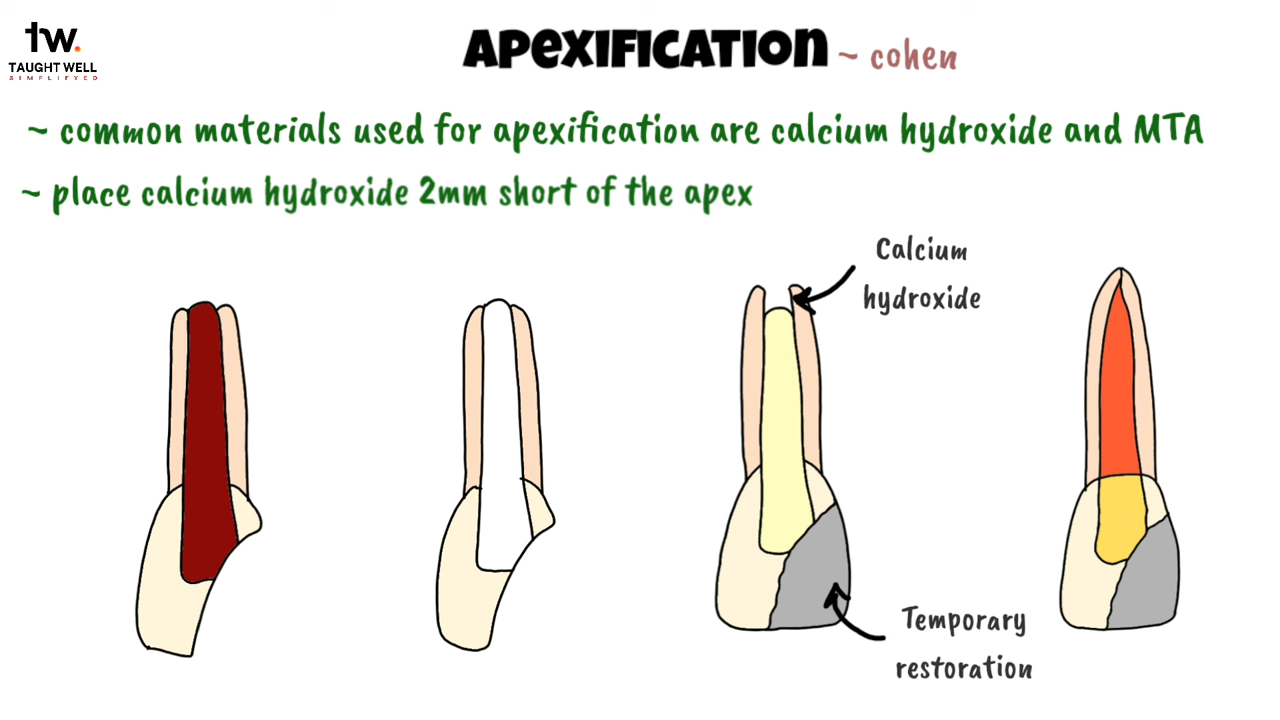 tw.
TAUGHT WELL
SIMPLIFYED
APEXIFICATION ~ cohen
~ common materials used for apexification are calcium hydroxide and MTA
~ place calcium hydroxide 2mm short of the apex
Calcium
hydroxide
Temporary
restoration